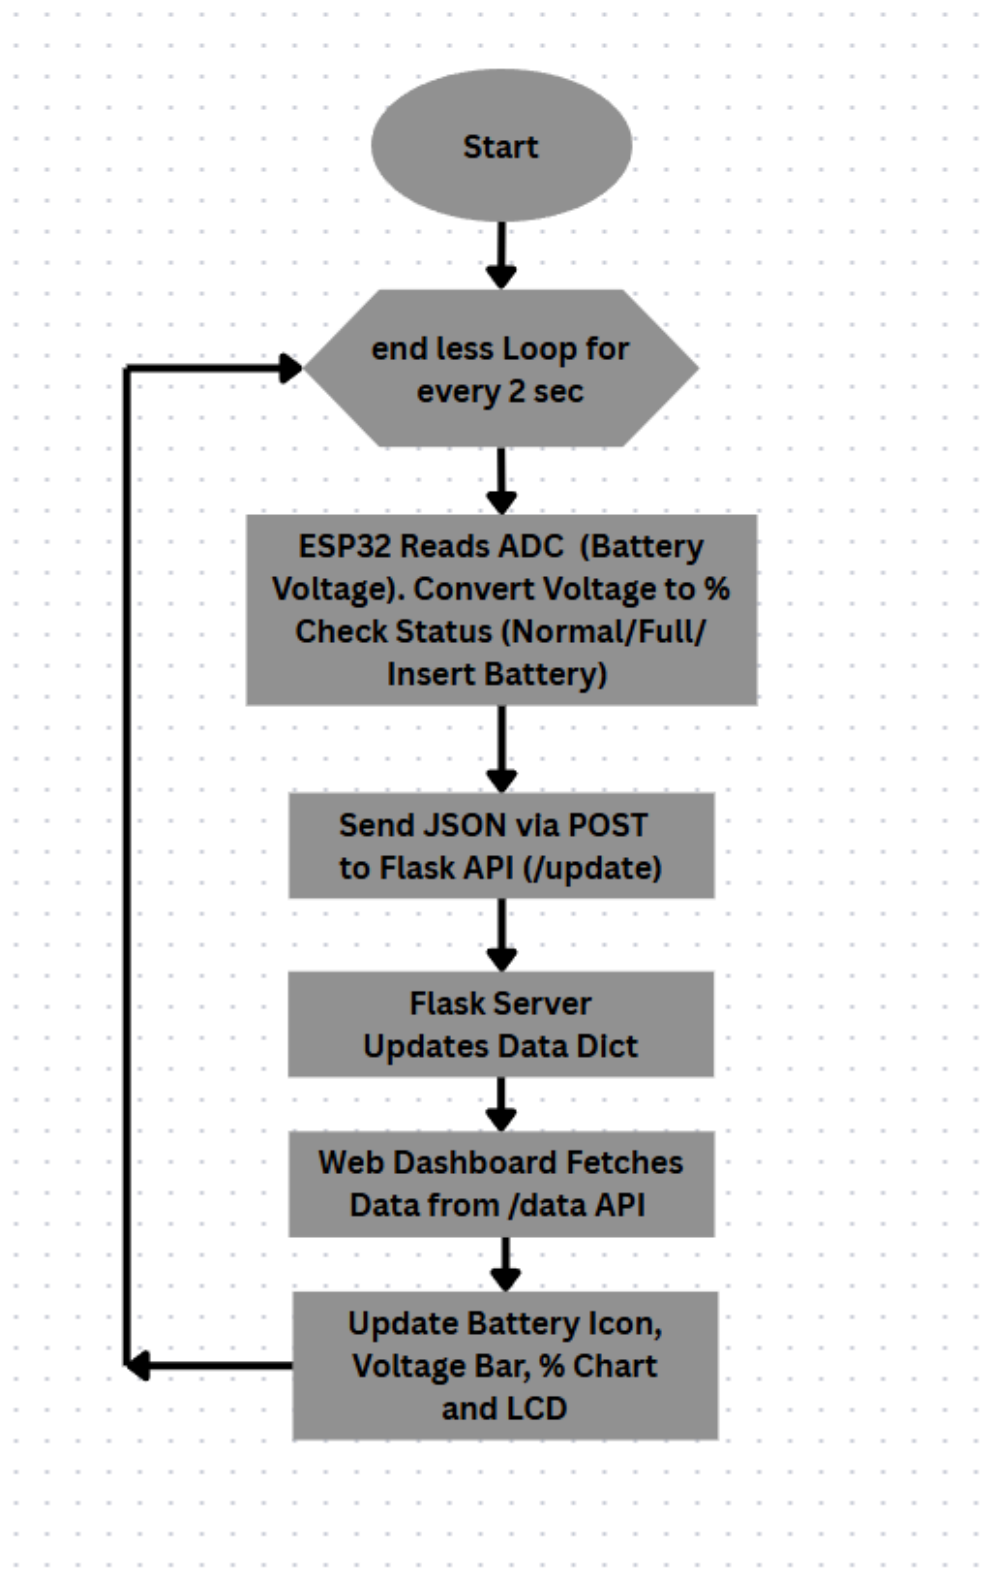 Start
end less Loop for
every 2 sec
ESP32 Reads ADC  (Battery
Voltage). Convert Voltage to %
Check Status (Normal/Full/
Insert Battery)
Send JSON via POST
to Flask API (/update)
Flask Server
Updates Data Dict
Web Dashboard Fetches
Data from /data API
Update Battery Icon,
Voltage Bar, % Chart
and LCD